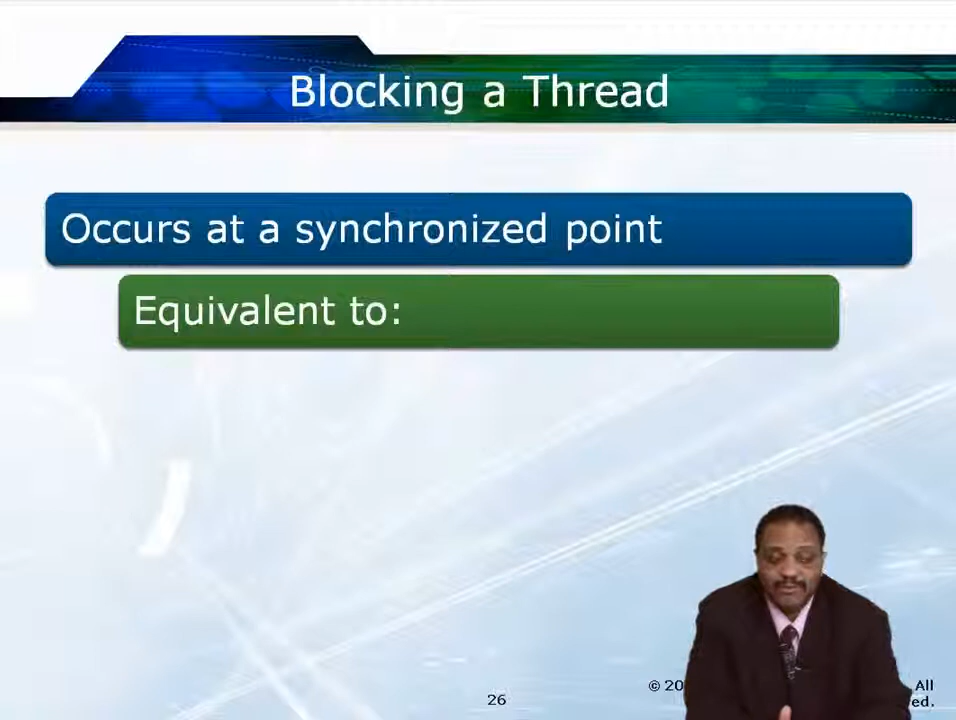 Blocking a Thread
Occurs at a synchronized point
Equivalent to:
26
© 20
All
ed.